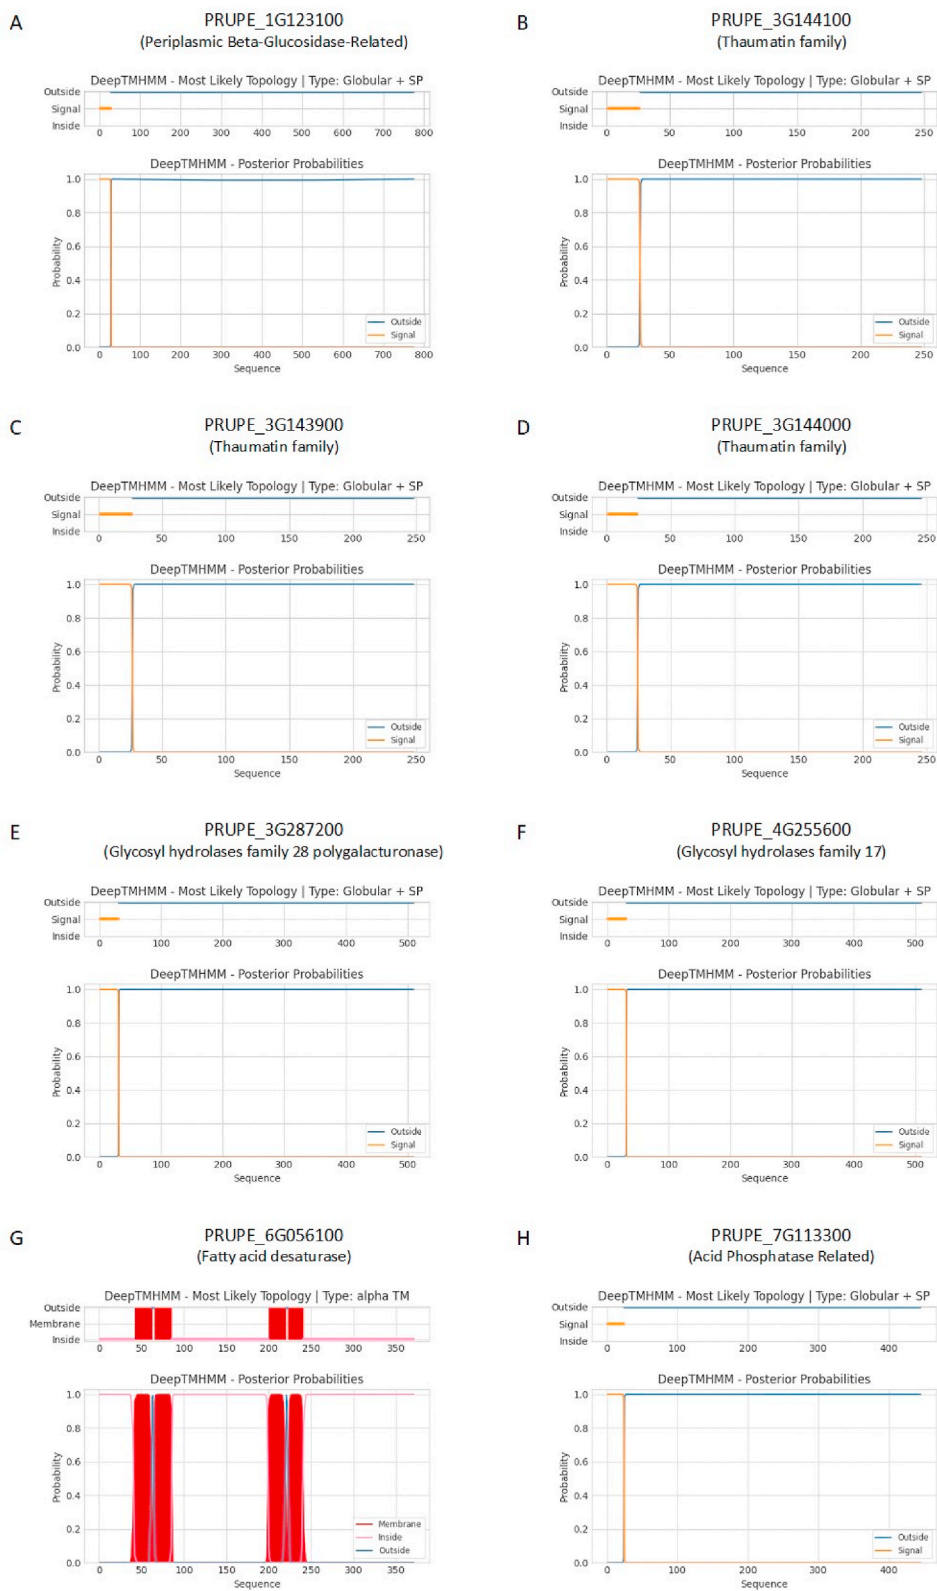 A
PRUPE_1G123100
(Periplasmic Beta-Glucosidase-Related)
DeepTMHMM - Most Likely Topology | Type: Globular + SP
Outside
Signal
Inside
0 100 200 300 400 500 600 700 800
DeepTMHMM - Posterior Probabilities
1.0
0.8
0.6
0.4
0.2
0.0
Probability
Outside
Signal
0 100 200 300 400 500 600 700 800
Sequence
B
PRUPE_3G144100
(Thaumatin family)
DeepTMHMM - Most Likely Topology | Type: Globular + SP
Outside
Signal
Inside
0 50 100 150 200 250
DeepTMHMM - Posterior Probabilities
1.0
0.8
0.6
0.4
0.2
0.0
Probability
Outside
Signal
0 50 100 150 200 250
Sequence
C
PRUPE_3G143900
(Thaumatin family)
DeepTMHMM - Most Likely Topology | Type: Globular + SP
Outside
Signal
Inside
0 50 100 150 200 250
DeepTMHMM - Posterior Probabilities
1.0
0.8
0.6
0.4
0.2
0.0
Probability
Outside
Signal
0 50 100 150 200 250
Sequence
D
PRUPE_3G144000
(Thaumatin family)
DeepTMHMM - Most Likely Topology | Type: Globular + SP
Outside
Signal
Inside
0 50 100 150 200 250
DeepTMHMM - Posterior Probabilities
1.0
0.8
0.6
0.4
0.2
0.0
Probability
Outside
Signal
0 50 100 150 200 250
Sequence
E
PRUPE_3G287200
(Glycosyl hydrolases family 28 polygalacturonase)
DeepTMHMM - Most Likely Topology | Type: Globular + SP
Outside
Signal
Inside
0 100 200 300 400 500
DeepTMHMM - Posterior Probabilities
1.0
0.8
0.6
0.4
0.2
0.0
Probability
Outside
Signal
0 100 200 300 400 500
Sequence
F
PRUPE_4G255600
(Glycosyl hydrolases family 17)
DeepTMHMM - Most Likely Topology | Type: Globular + SP
Outside
Signal
Inside
0 100 200 300 400 500
DeepTMHMM - Posterior Probabilities
1.0
0.8
0.6
0.4
0.2
0.0
Probability
Outside
Signal
0 100 200 300 400 500
Sequence
G
PRUPE_6G056100
(Fatty acid desaturase)
DeepTMHMM - Most Likely Topology | Type: alpha TM
Outside
Membrane
Inside
0 50 100 150 200 250 300 350
DeepTMHMM - Posterior Probabilities
1.0
0.8
0.6
0.4
0.2
0.0
Probability
Membrane
Inside
Outside
0 50 100 150 200 250 300 350
Sequence
H
PRUPE_7G113300
(Acid Phosphatase Related)
DeepTMHMM - Most Likely Topology | Type: Globular + SP
Outside
Signal
Inside
0 100 200 300 400
DeepTMHMM - Posterior Probabilities
1.0
0.8
0.6
0.4
0.2
0.0
Probability
Outside
Signal
0 100 200 300 400
Sequence